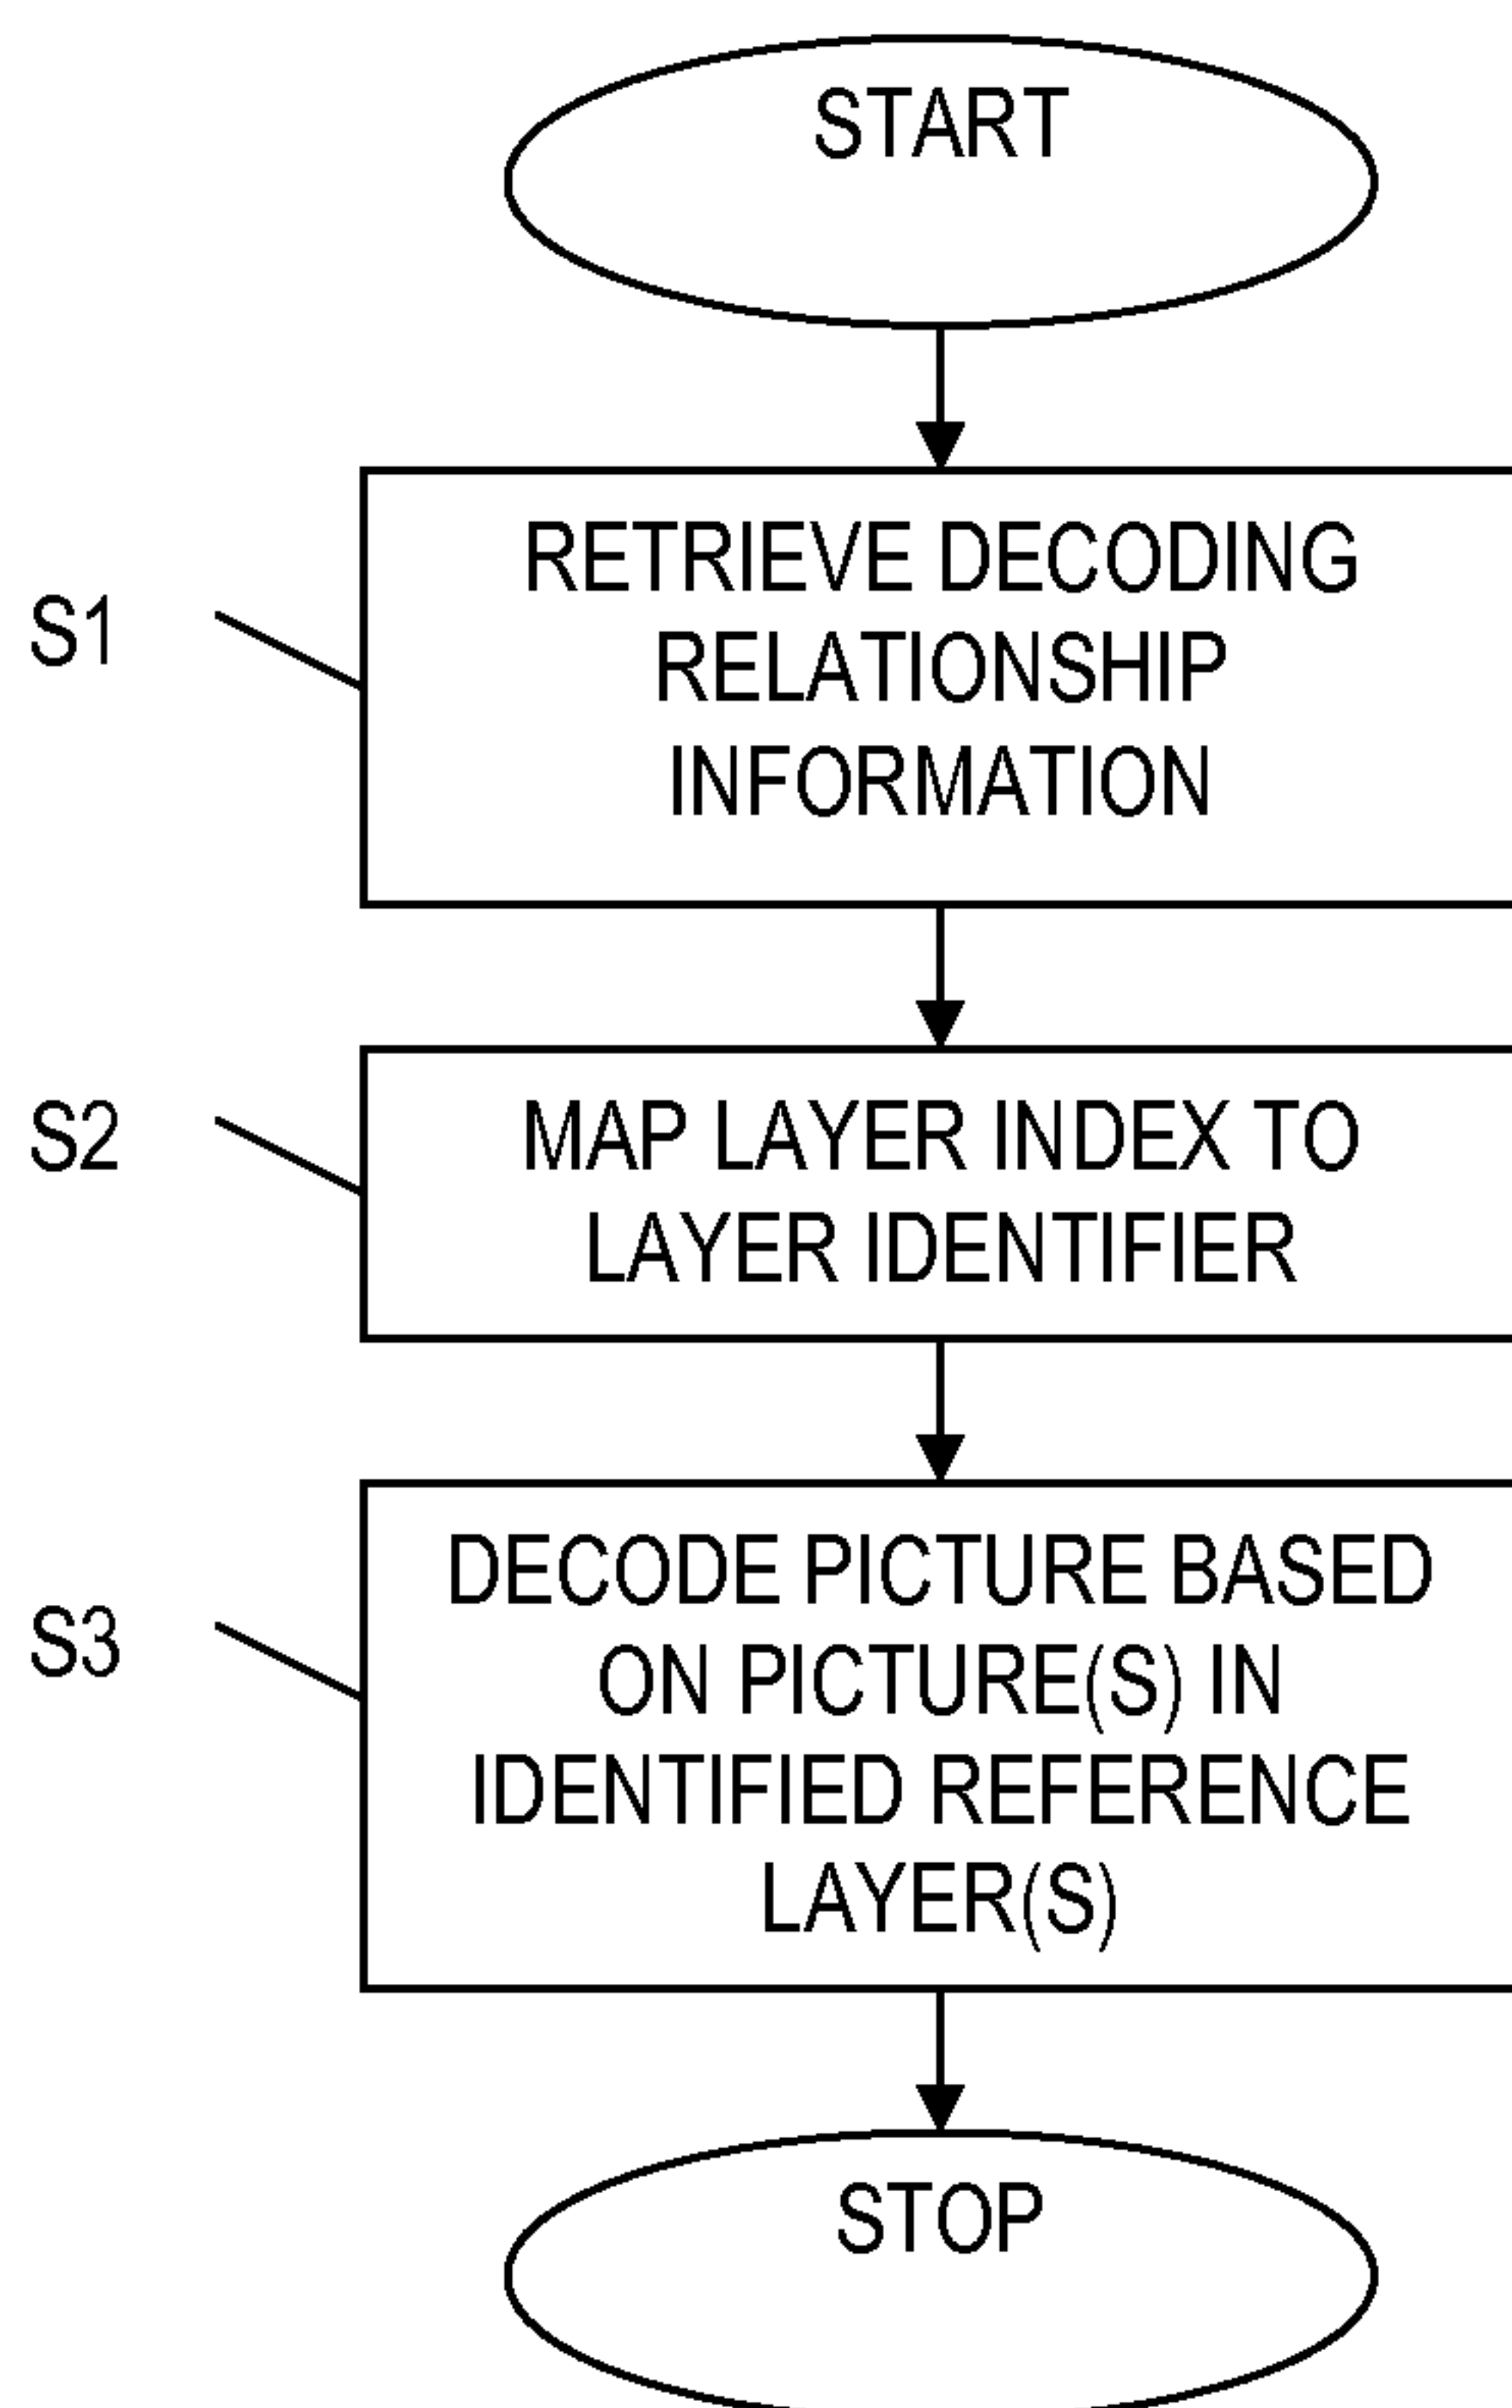 START
S1
RETRIEVE DECODING
RELATIONSHIP
INFORMATION
S2
MAP LAYER INDEX TO
LAYER IDENTIFIER
S3
DECODE PICTURE BASED
ON PICTURE(S) IN
IDENTIFIED REFERENCE
LAYER(S)
STOP